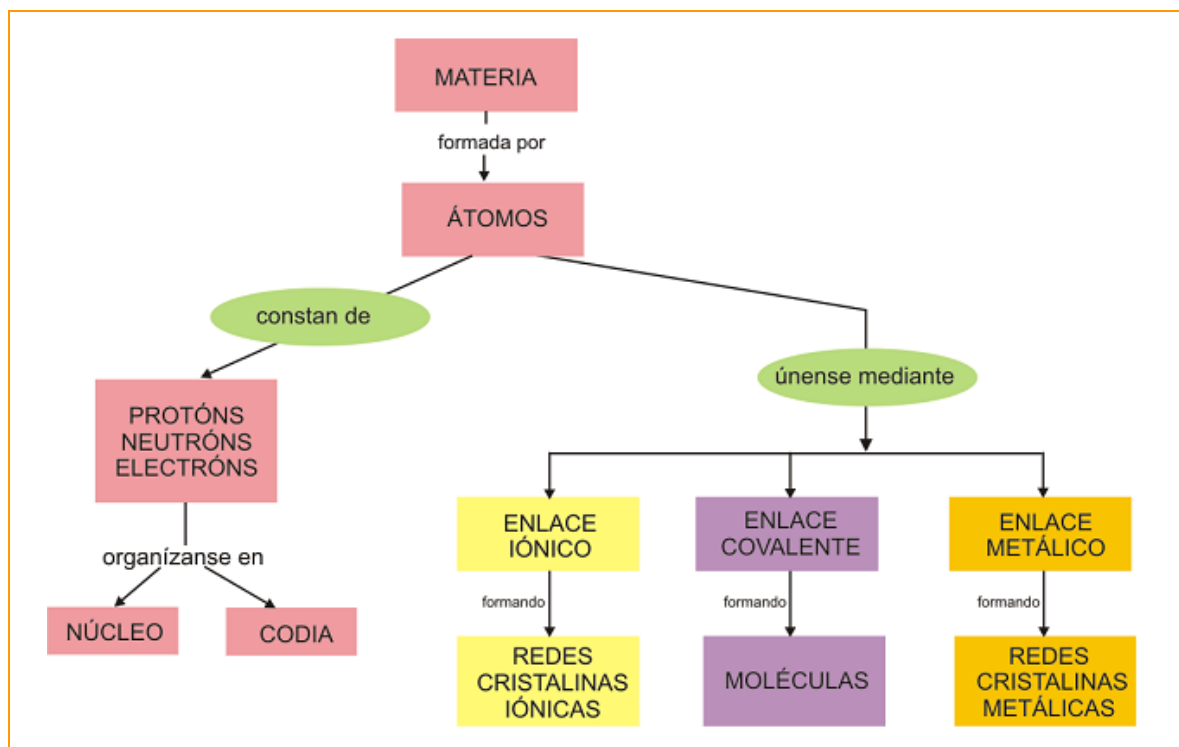 MATERIA
formada por
ÁTOMOS
constan de
únense mediante
PROTÓNS
NEUTRÓNS
ELECTRÓNS
organízanse en
NÚCLEO
CODIA
ENLACE
IÓNICO
ENLACE
COVALENTE
ENLACE
METÁLICO
formando
formando
formando
REDES
CRISTALINAS
IÓNICAS
MOLÉCULAS
REDES
CRISTALINAS
METÁLICAS